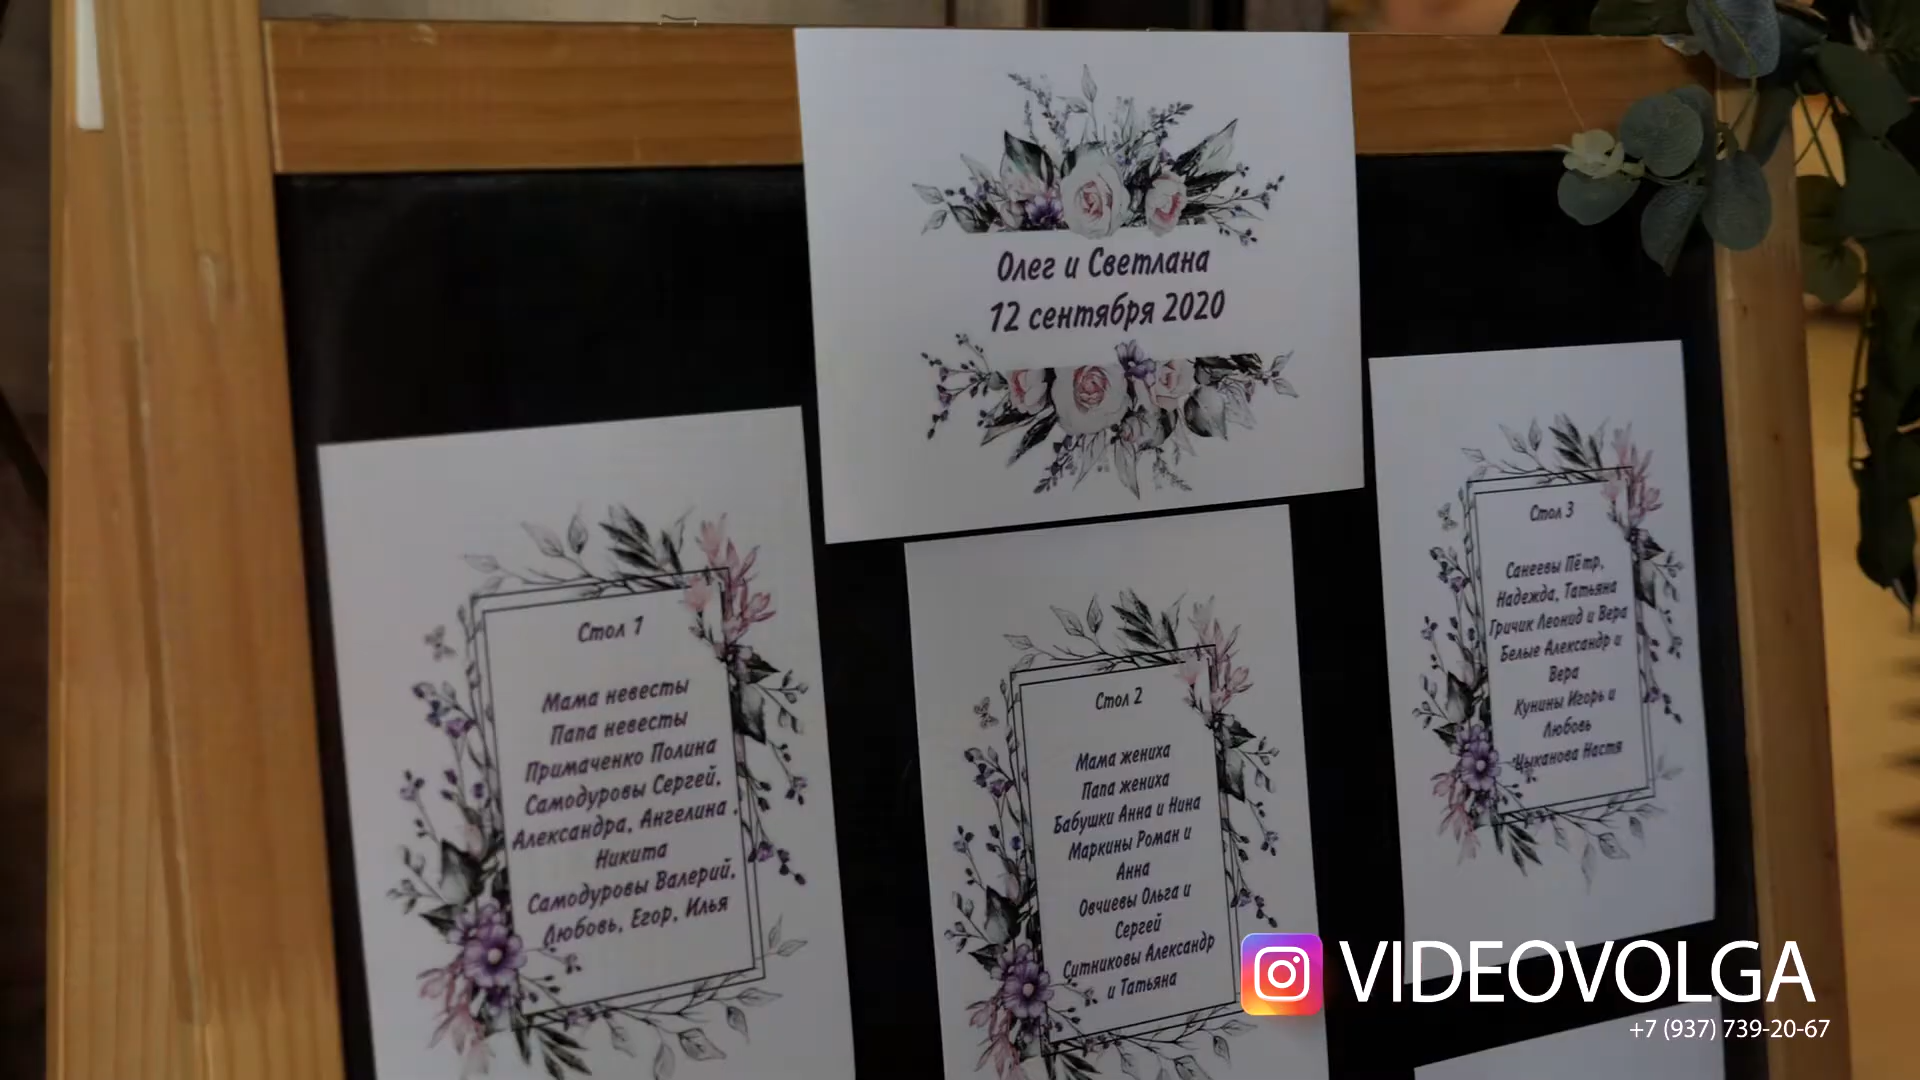 Олег и Светлана
12 сентября 2020
Стол 1
Мама невесты
Папа невесты
Примаченко Полина
Самодуровы Сергей,
Александра, Ангелина .
Никита
Самодуровы Валерий,
Любовь, Егор, Илья
Стол 2
Мама жениха
Папа жениха
Бабушки Анна и Нина
Маркины Роман и
Анна
Овчиевы Ольга и
Сергей
Ситниковы Александр
и Татьяна
Стол 3
Санеевы Пётр,
Надежда, Татьяна
Гричик Леонид и Вера
Белые Александр и
Вера
Кунины Игорь и
Любовь
Цыканова Настя
VIDEOVOLGA
+7 (937) 739-20-67